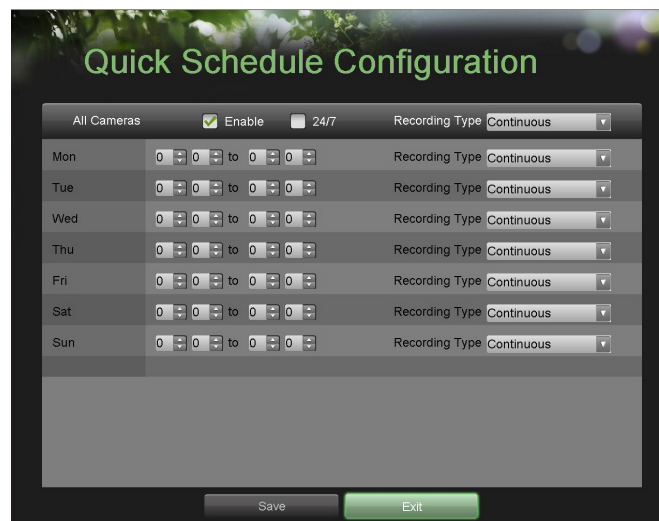 Quick Schedule Configuration
All Cameras Enable 24/7 Recording Type Continuous
Mon 0 0 to 0 0 Recording Type Continuous
Tue 0 0 to 0 0 Recording Type Continuous
Wed 0 0 to 0 0 Recording Type Continuous
Thu 0 0 to 0 0 Recording Type Continuous
Fri 0 0 to 0 0 Recording Type Continuous
Sat 0 0 to 0 0 Recording Type Continuous
Sun 0 0 to 0 0 Recording Type Continuous
Save Exit